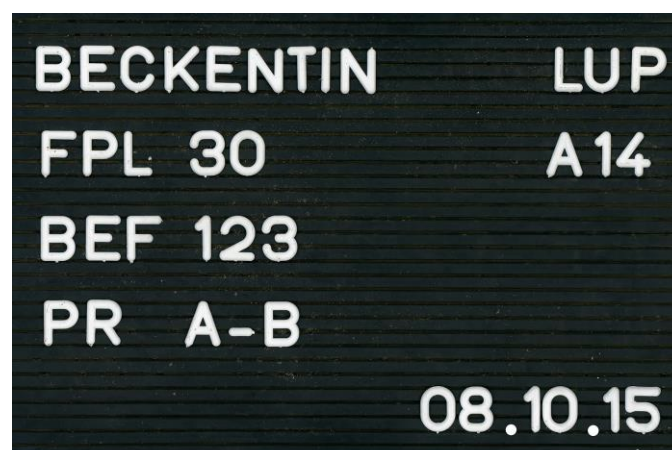 BECKENTIN LUP
FPL 30 A14
BEF 123
PR A-B
08.10.15